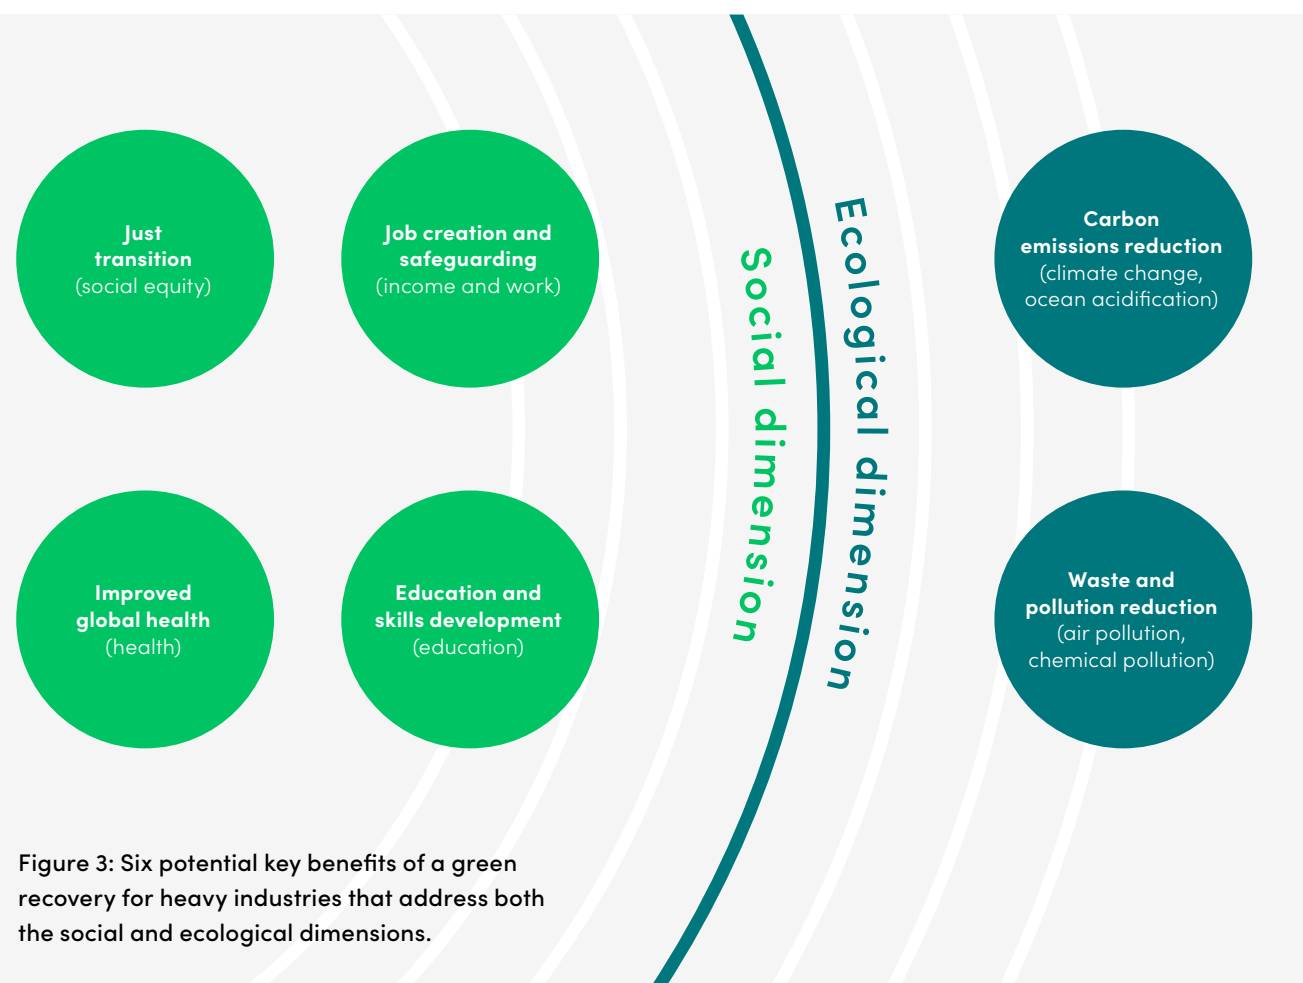 Just
transition
(social equity)
Job creation and
safeguarding
(income and work)
Social dimension
Ecological dimension
Carbon
emissions reduction
(climate change,
ocean acidification)
Improved
global health
(health)
Education and
skills development
(education)
Waste and
pollution reduction
(air pollution,
chemical pollution)
Figure 3: Six potential key benefits of a green
recovery for heavy industries that address both
the social and ecological dimensions.